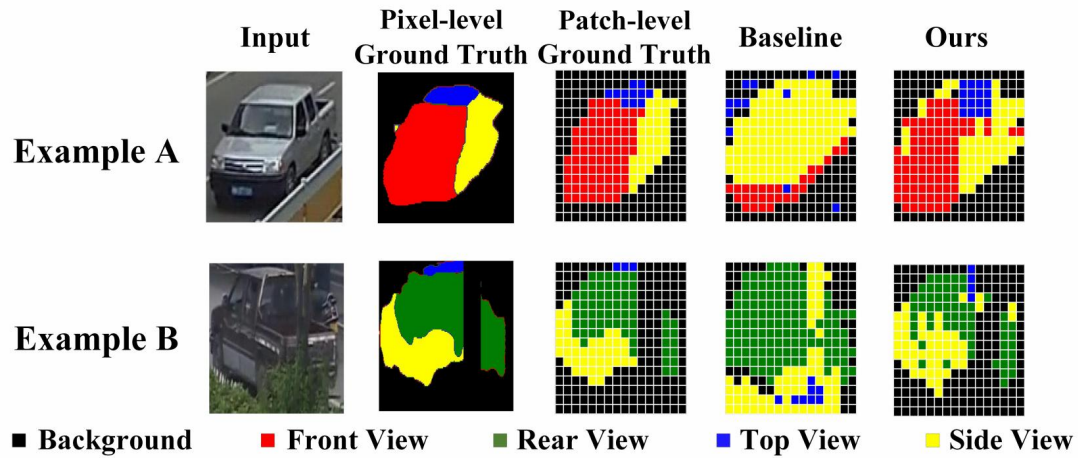 Input Pixel-level Ground Truth Patch-level Ground Truth Baseline Ours
Example A
Example B
Background Front View Rear View Top View Side View